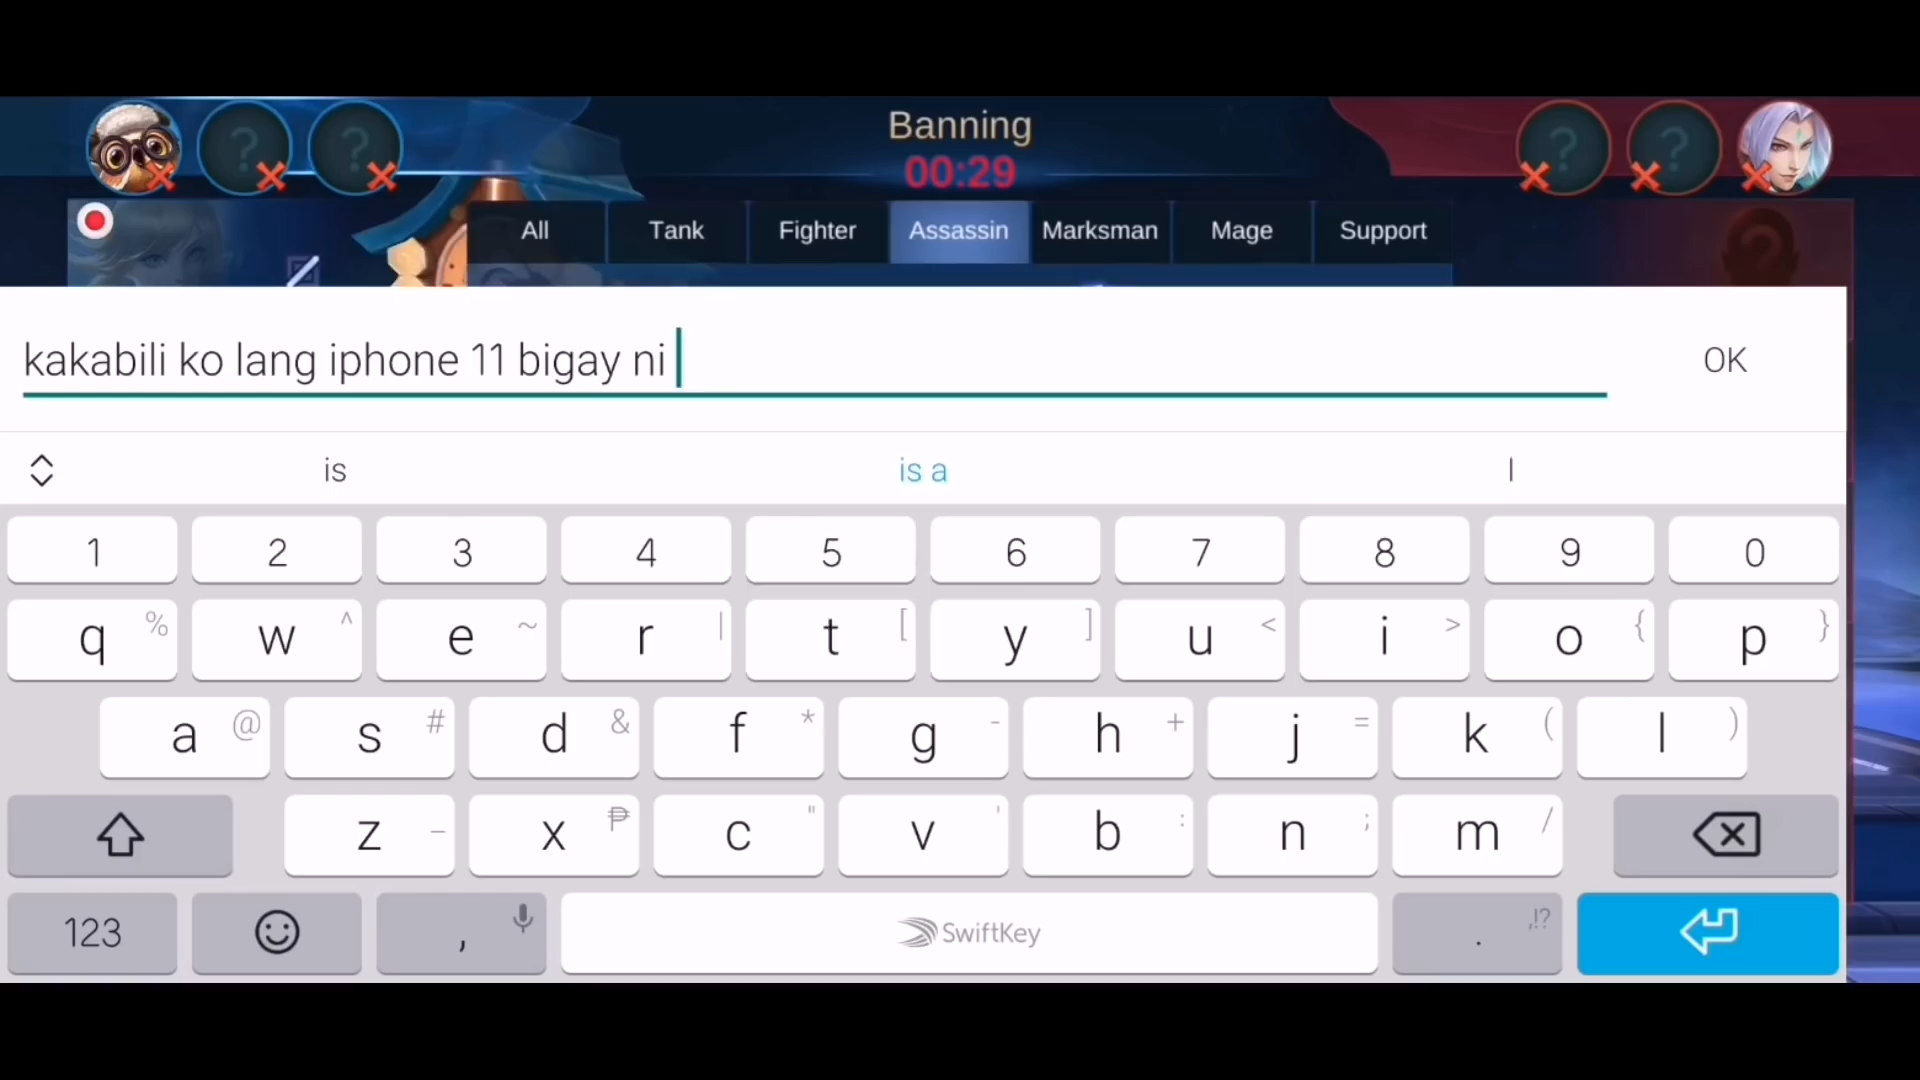 Banning
00:29
All Tank Fighter Assassin Marksman Mage Support
kakabili ko lang iphone 11 bigay ni
OK
is is a I
1 2 3 4 5 6 7 8 9 0
q % w ^ e ~ r | t [ y ] u < i > o { p }
a @ s # d & f * g - h + j = k ( l )
z _ x ₱ c " v ' b : n ; m /
123 , SwiftKey . ,!?